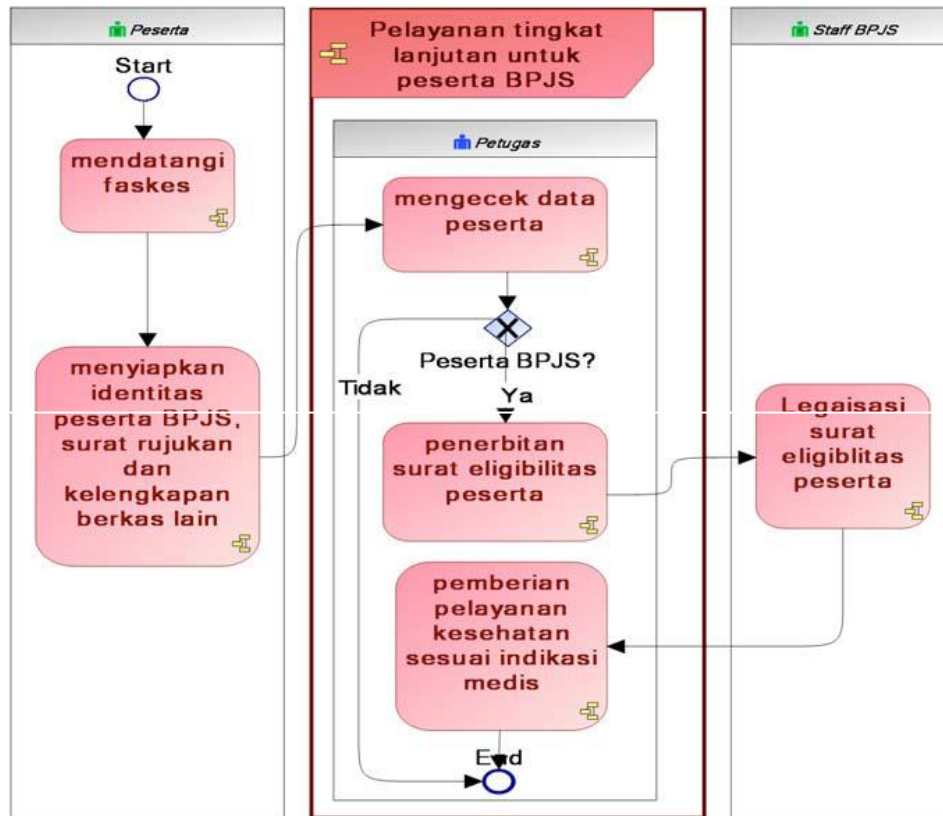 Peserta
Start
mendatangi
faskes
menyiapkan
identitas
peserta BPJS,
surat rujukan
dan
kelengkapan
berkas lain
Pelayanan tingkat
lanjutan untuk
peserta BPJS
Petugas
mengecek data
peserta
Peserta BPJS?
Tidak
Ya
penerbitan
surat eligibilitas
peserta
pemberian
pelayanan
kesehatan
sesuai indikasi
medis
End
Staff BPJS
Legaisasi
surat
eligiblitas
peserta